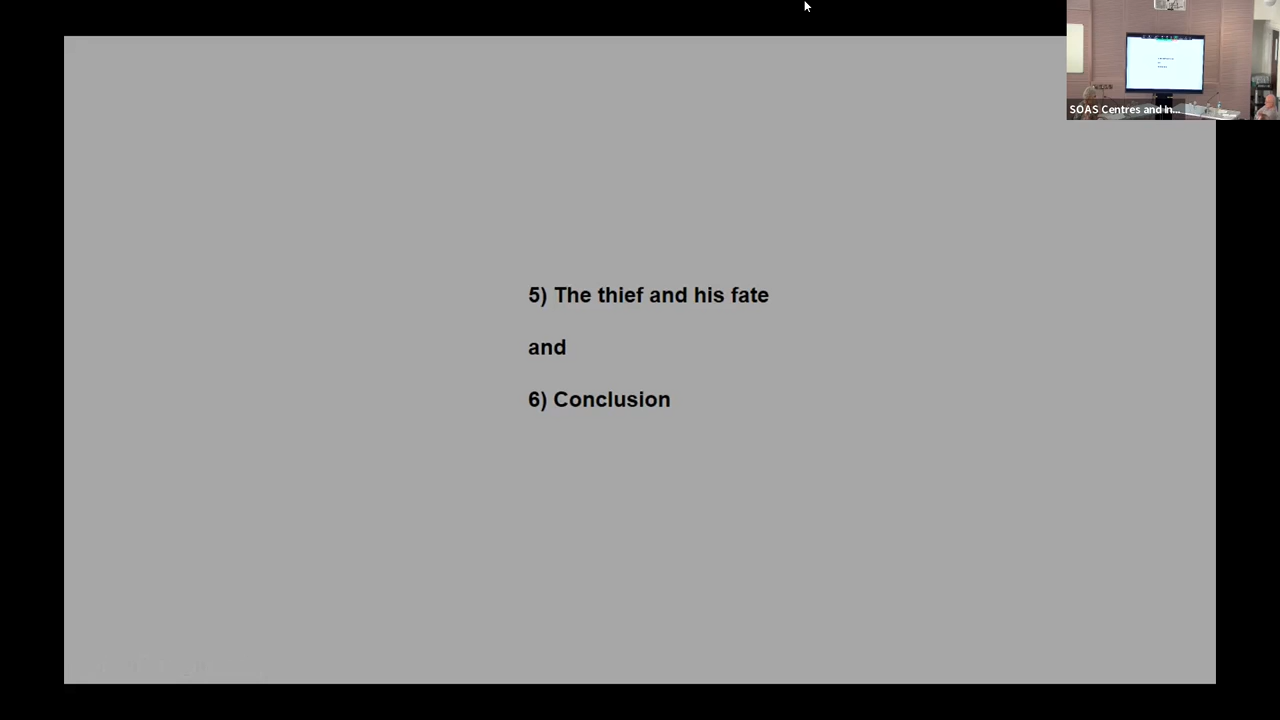 5) The thief and his fate
and
6) Conclusion
SOAS Centres and In...